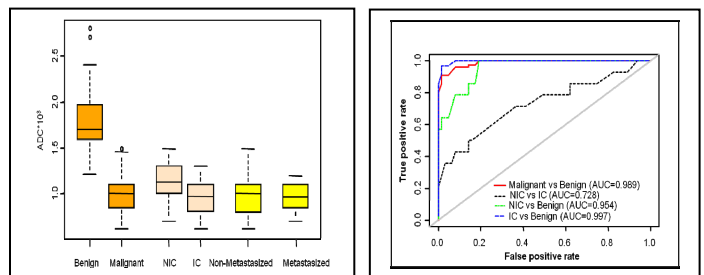 ADC*10³
2.5
2.0
1.5
1.0
Benign Malignant NIC IC Non-Metastasized Metastasized
True positive rate
1.0
0.8
0.6
0.4
0.2
0.0
Malignant vs Benign (AUC=0.989)
NIC vs IC (AUC=0.728)
NIC vs Benign (AUC=0.954)
IC vs Benign (AUC=0.997)
0.0 0.2 0.4 0.6 0.8 1.0
False positive rate